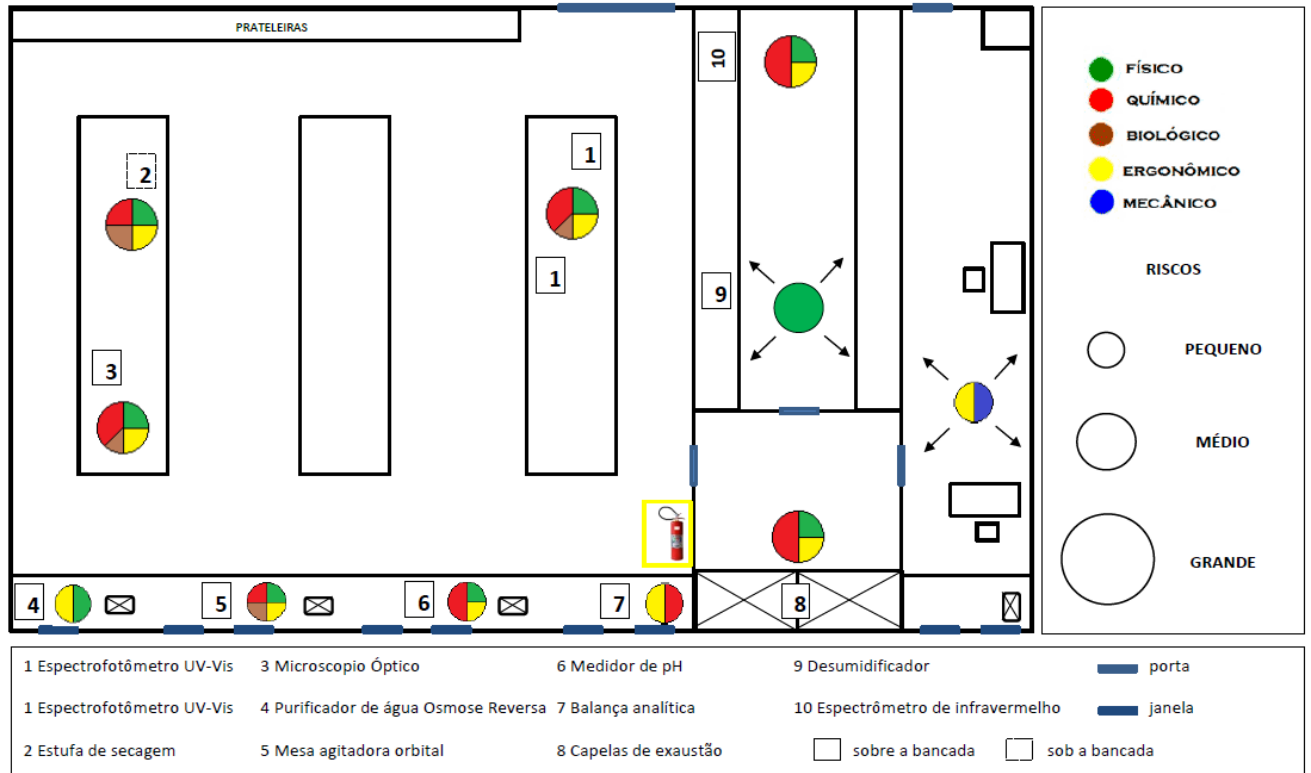 PRATELEIRAS
10
FÍSICO
QUÍMICO
BIOLÓGICO
ERGONÔMICO
MECÂNICO
1
2
RISCOS
1
9
PEQUENO
3
MÉDIO
GRANDE
4
5
6
7
8
1 Espectrofotômetro UV-Vis 3 Microscopio Óptico 6 Medidor de pH 9 Desumidificador porta
1 Espectrofotômetro UV-Vis 4 Purificador de água Osmose Reversa 7 Balança analítica 10 Espectrômetro de infravermelho janela
2 Estufa de secagem 5 Mesa agitadora orbital 8 Capelas de exaustão sobre a bancada sob a bancada